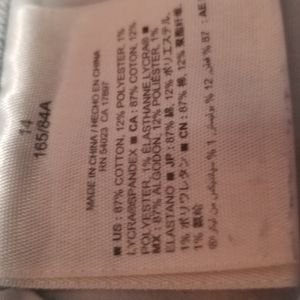 14
165/84A
MADE IN CHINA / HECHO EN CHINA
RN 54023 CA 17897
■ US : 87% COTTON, 12% POLYESTER, 1%
LYCRA®SPANDEX ■ CA : 87% COTON, 12%
POLYESTER, 1% ÉLASTHANNE LYCRA® ■
MX : 87% ALGODÓN, 12% POLIÉSTER, 1%
ELASTANO ■ JP : 87% 綿, 12% ポリエステル,
1% ポリウレタン ■ CN : 87% 棉, 12% 聚酯纤维,
1% 氨纶
■ AE : 87 %